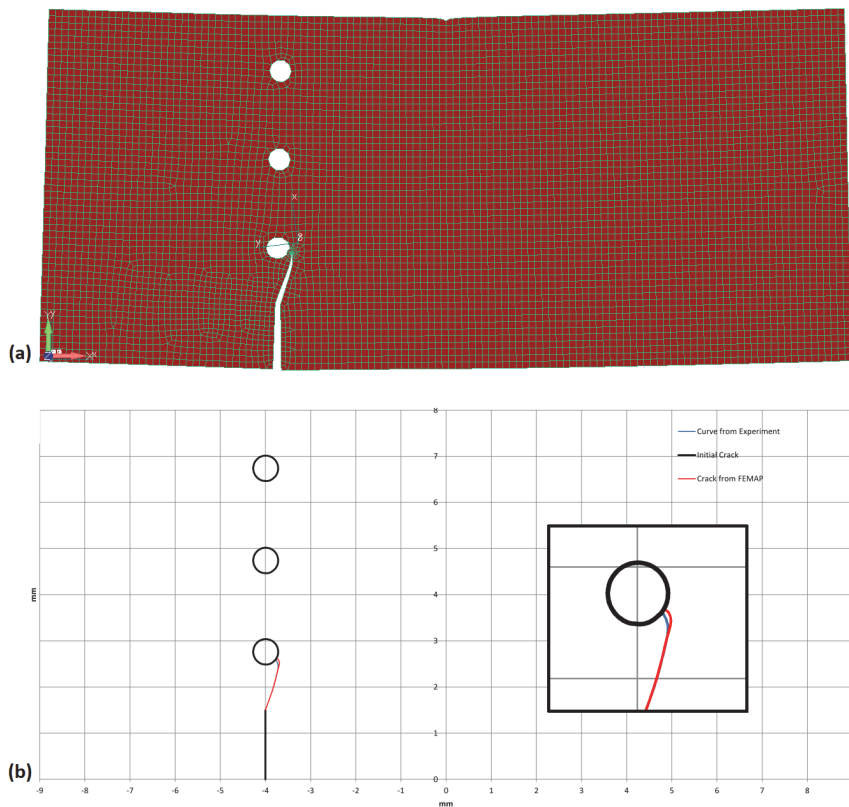 x
y 8
Y y
(a)
Z X x
8
Curve from Experiment
7
Initial Crack
Crack from FEMAP
6
5
mm
4
3
2
1
(b)
0
-9 -8 -7 -6 -5 -4 -3 -2 -1 0 1 2 3 4 5 6 7 8
mm